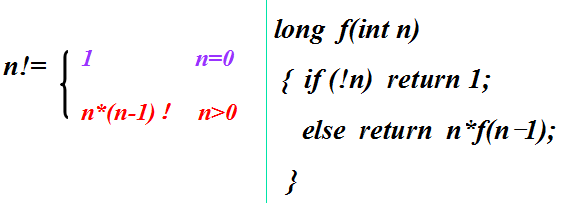 n!=
1 n=0
n*(n-1) ! n>0
long f(int n)
{ if (!n) return 1;
else return n*f(n−1);
}